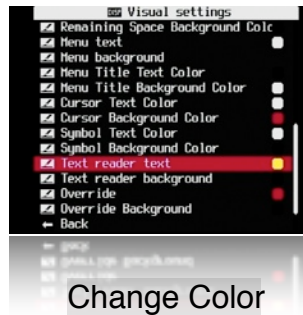 DSP Visual settings
Remaining Space Background Colc
Menu text
Menu background
Menu Title Text Color
Menu Title Background Color
Cursor Text Color
Cursor Background Color
Symbol Text Color
Symbol Background Color
Text reader text
Text reader background
Override
Override Background
← Back
Change Color